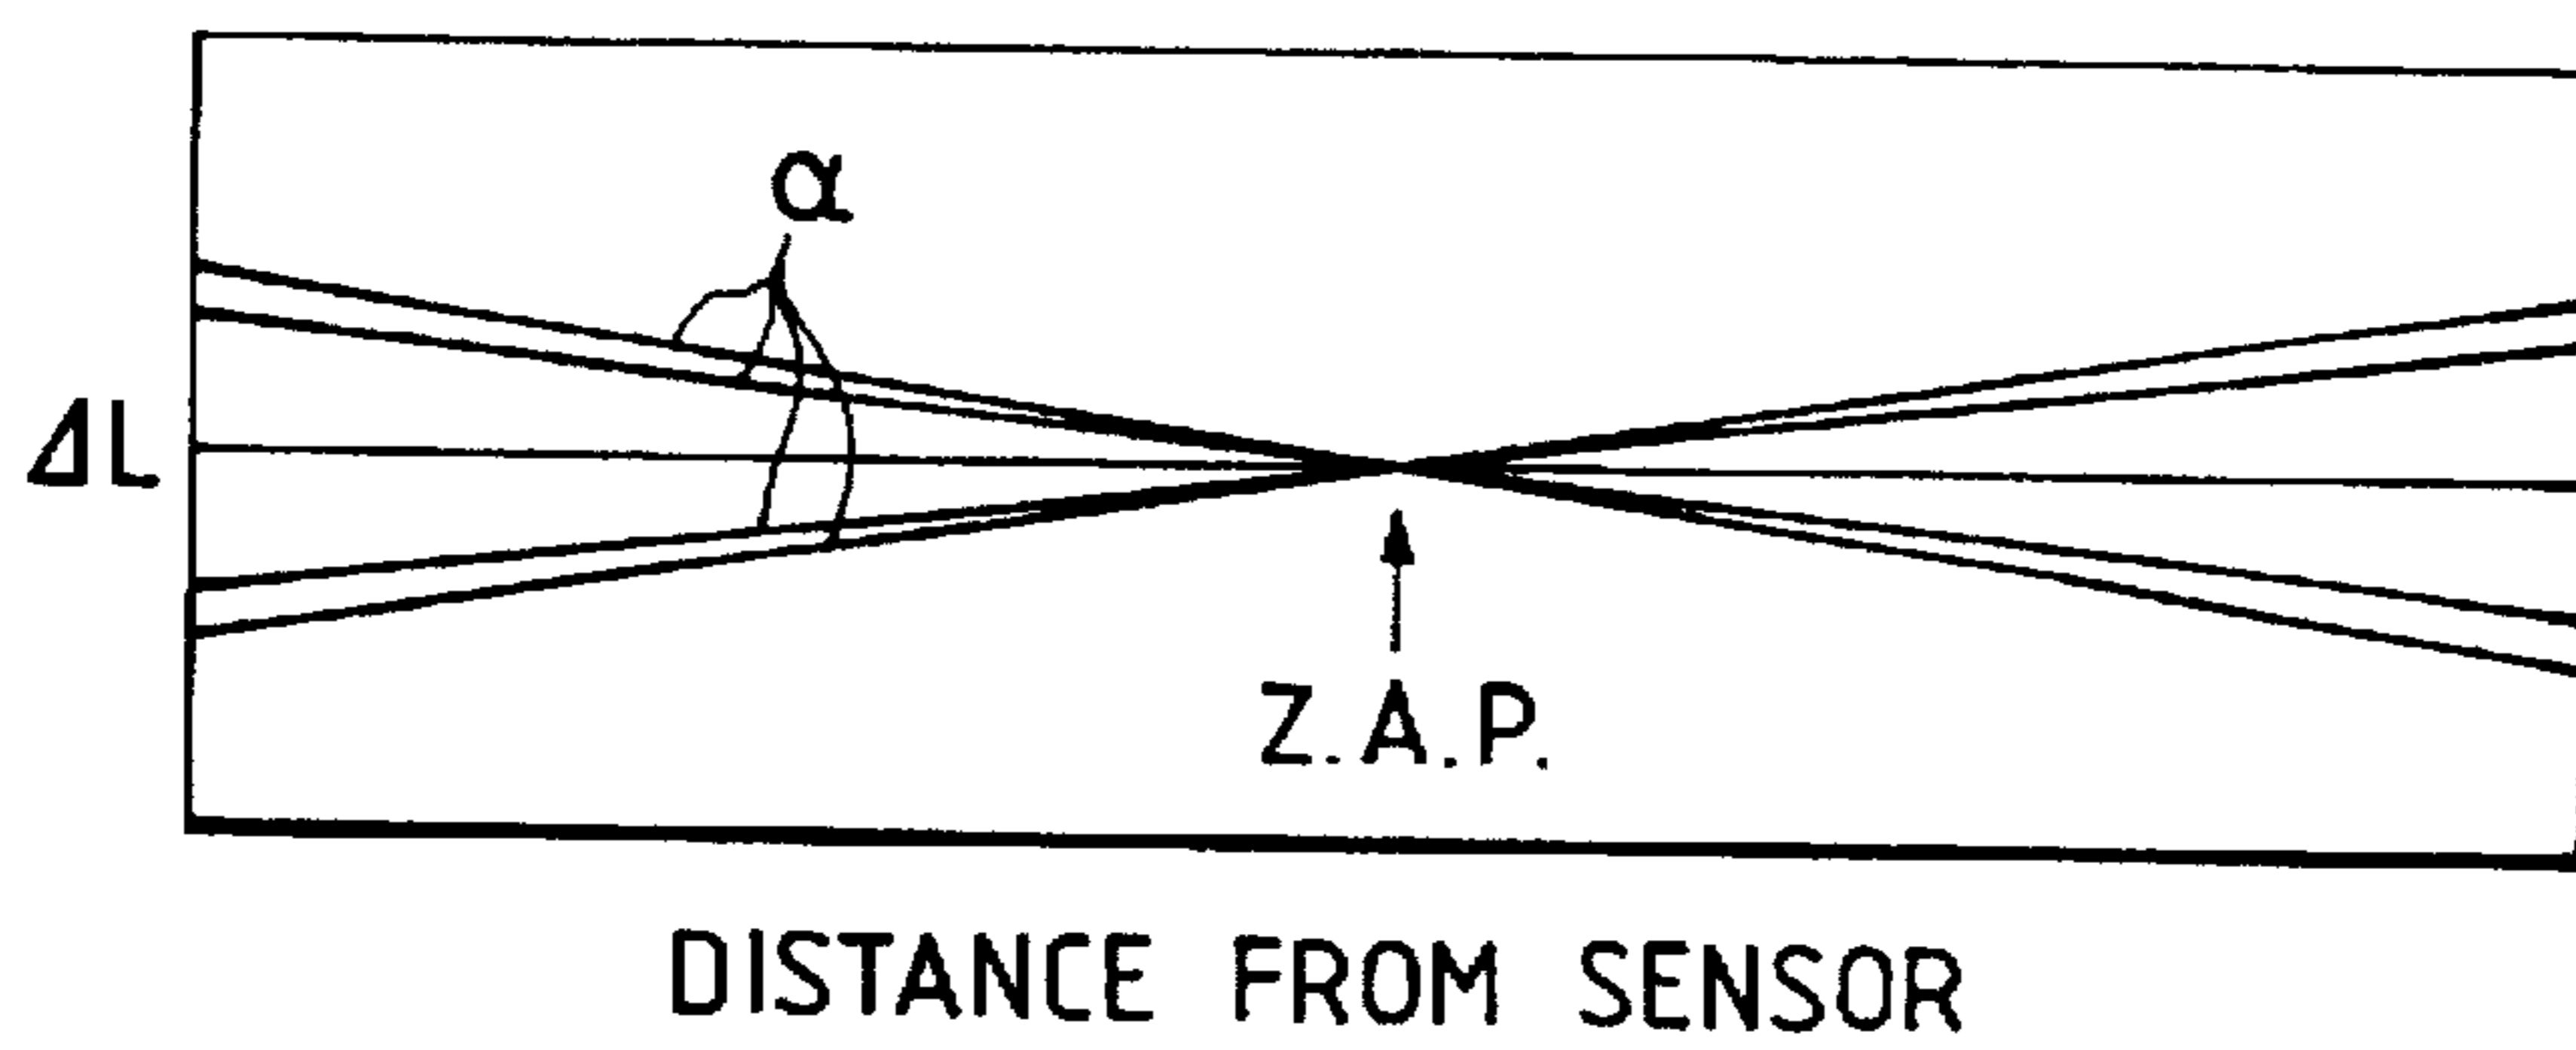 α
ΔL
Z.A.P.
DISTANCE FROM SENSOR